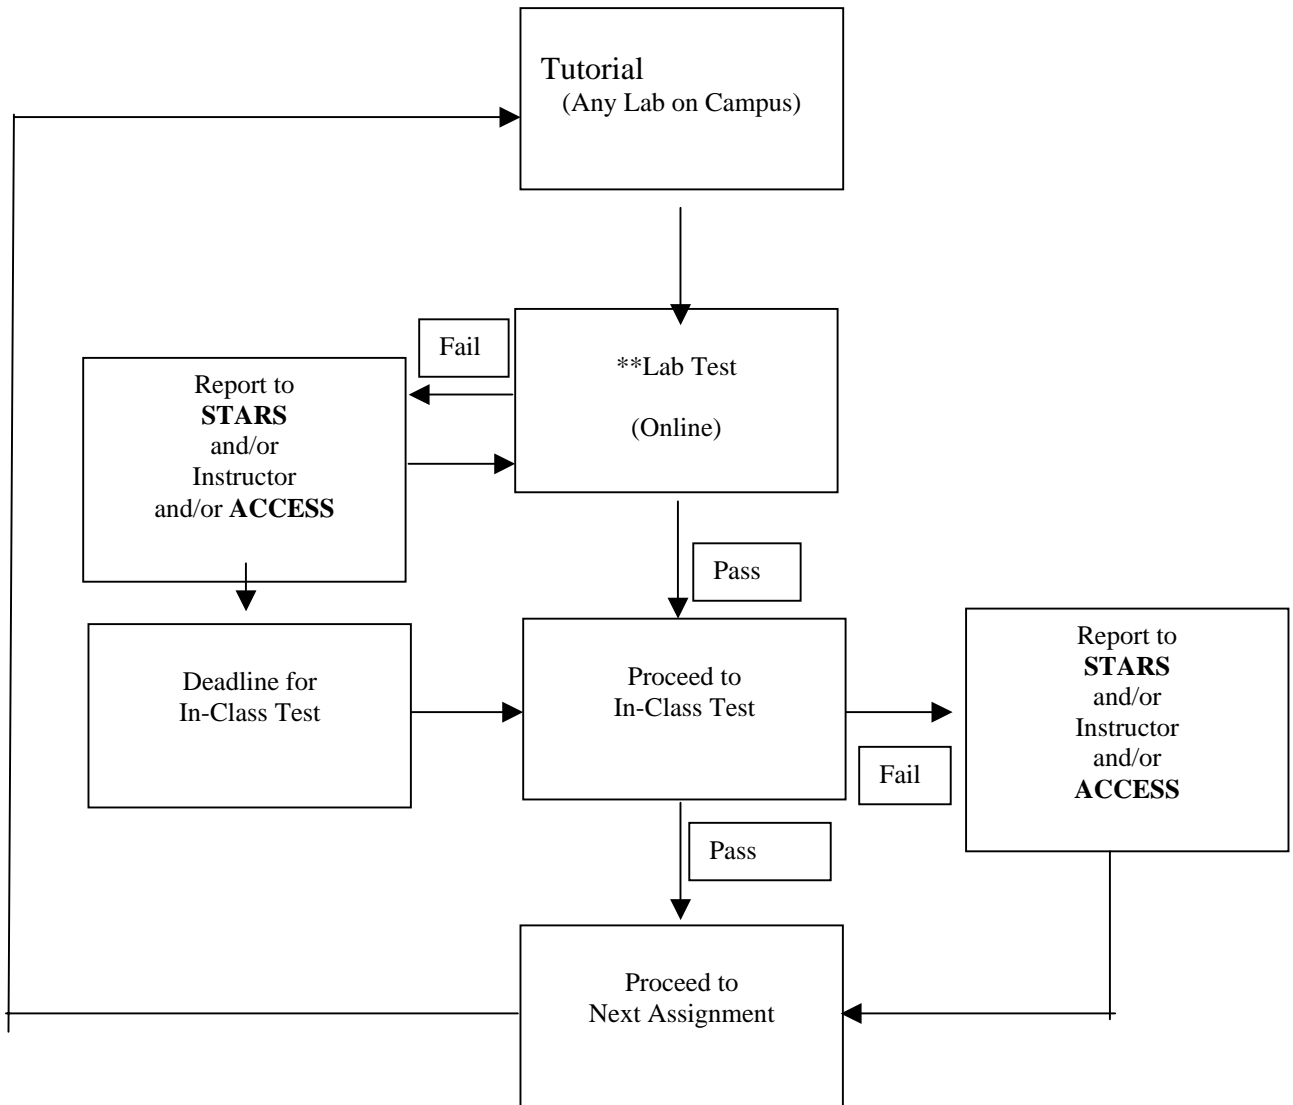 Tutorial
(Any Lab on Campus)
Fail
**Lab Test
(Online)
Report to
STARS
and/or
Instructor
and/or ACCESS
Pass
Deadline for
In-Class Test
Proceed to
In-Class Test
Fail
Report to
STARS
and/or
Instructor
and/or
ACCESS
Pass
Proceed to
Next Assignment